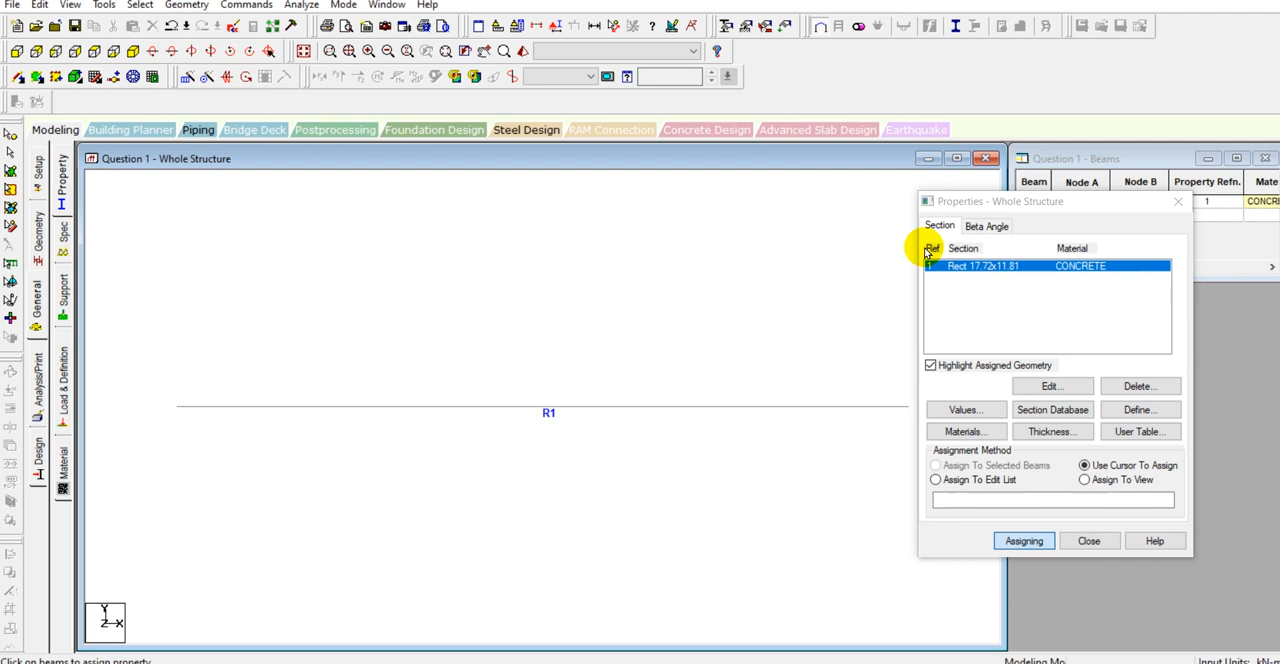 File Edit View Tools Select Geometry Commands Analyze Mode Window Help
Modeling Building Planner Piping Bridge Deck Postprocessing Foundation Design Steel Design RAM Connection Concrete Design Advanced Slab Design Earthquake
Setup
Geometry
General
Analysis/Print
Design
Property
Spec
Support
Load & Definition
Material
Question 1 - Whole Structure
R1
Y
Z X
Question 1 - Beams
Beam Node A Node B Property Refn. Mate
1 CONCRE
Properties - Whole Structure
Section Beta Angle
Ref Section Material
1 Rect 17.72x11.81 CONCRETE
Highlight Assigned Geometry
Edit... Delete...
Values... Section Database Define...
Materials... Thickness... User Table...
Assignment Method
Assign To Selected Beams Use Cursor To Assign
Assign To Edit List Assign To View
Assigning Close Help
Click on beams to assign property Modeling Mo Input Units: kN-m